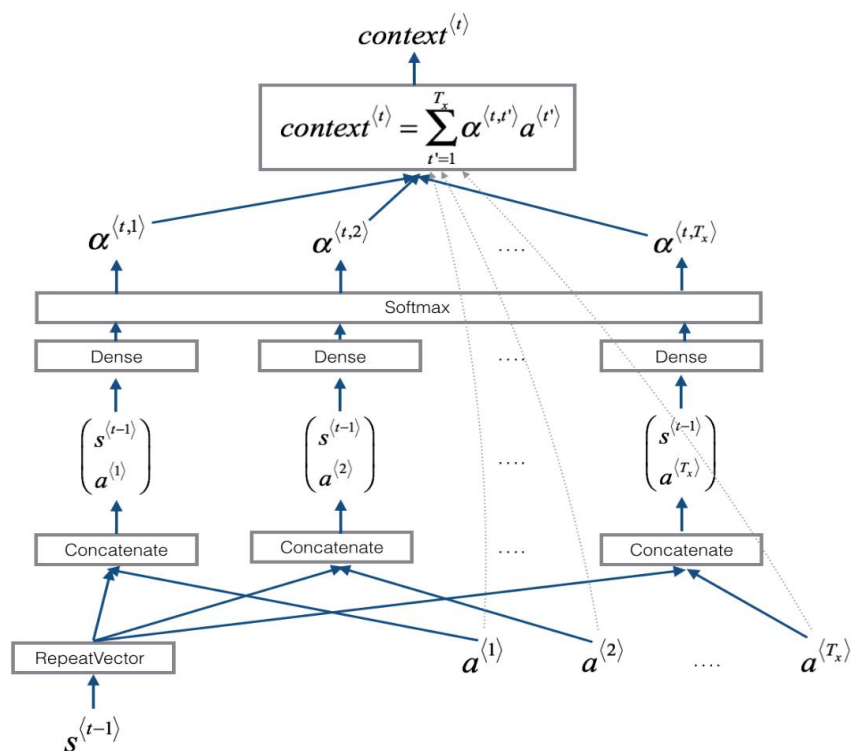 context^⟨t⟩
context^⟨t⟩ = ∑_{t'=1}^{T_x} α^⟨t,t'⟩ a^⟨t'⟩
α^⟨t,1⟩ α^⟨t,2⟩ .... α^⟨t,T_x⟩
Softmax
Dense Dense .... Dense
(s^⟨t-1⟩ (s^⟨t-1⟩ (s^⟨t-1⟩
a^⟨1⟩) a^⟨2⟩) .... a^⟨T_x⟩)
Concatenate Concatenate .... Concatenate
RepeatVector a^⟨1⟩ a^⟨2⟩ .... a^⟨T_x⟩
s^⟨t-1⟩